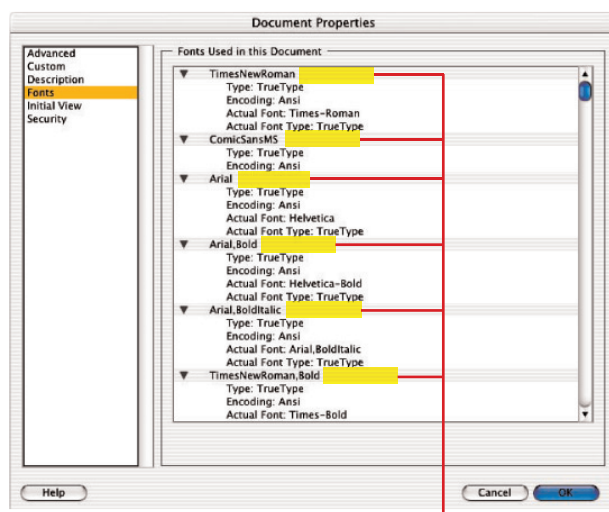 Document Properties
Advanced
Custom
Description
Fonts
Initial View
Security
Fonts Used in this Document
TimesNewRoman
Type: TrueType
Encoding: Ansi
Actual Font: Times-Roman
Actual Font Type: TrueType
ComicSansMS
Type: TrueType
Encoding: Ansi
Arial
Type: TrueType
Encoding: Ansi
Actual Font: Helvetica
Actual Font Type: TrueType
Arial,Bold
Type: TrueType
Encoding: Ansi
Actual Font: Helvetica-Bold
Actual Font Type: TrueType
Arial,BoldItalic
Type: TrueType
Encoding: Ansi
Actual Font: Arial,BoldItalic
Actual Font Type: TrueType
TimesNewRoman,Bold
Type: TrueType
Encoding: Ansi
Actual Font: Times-Bold
Help
Cancel
OK